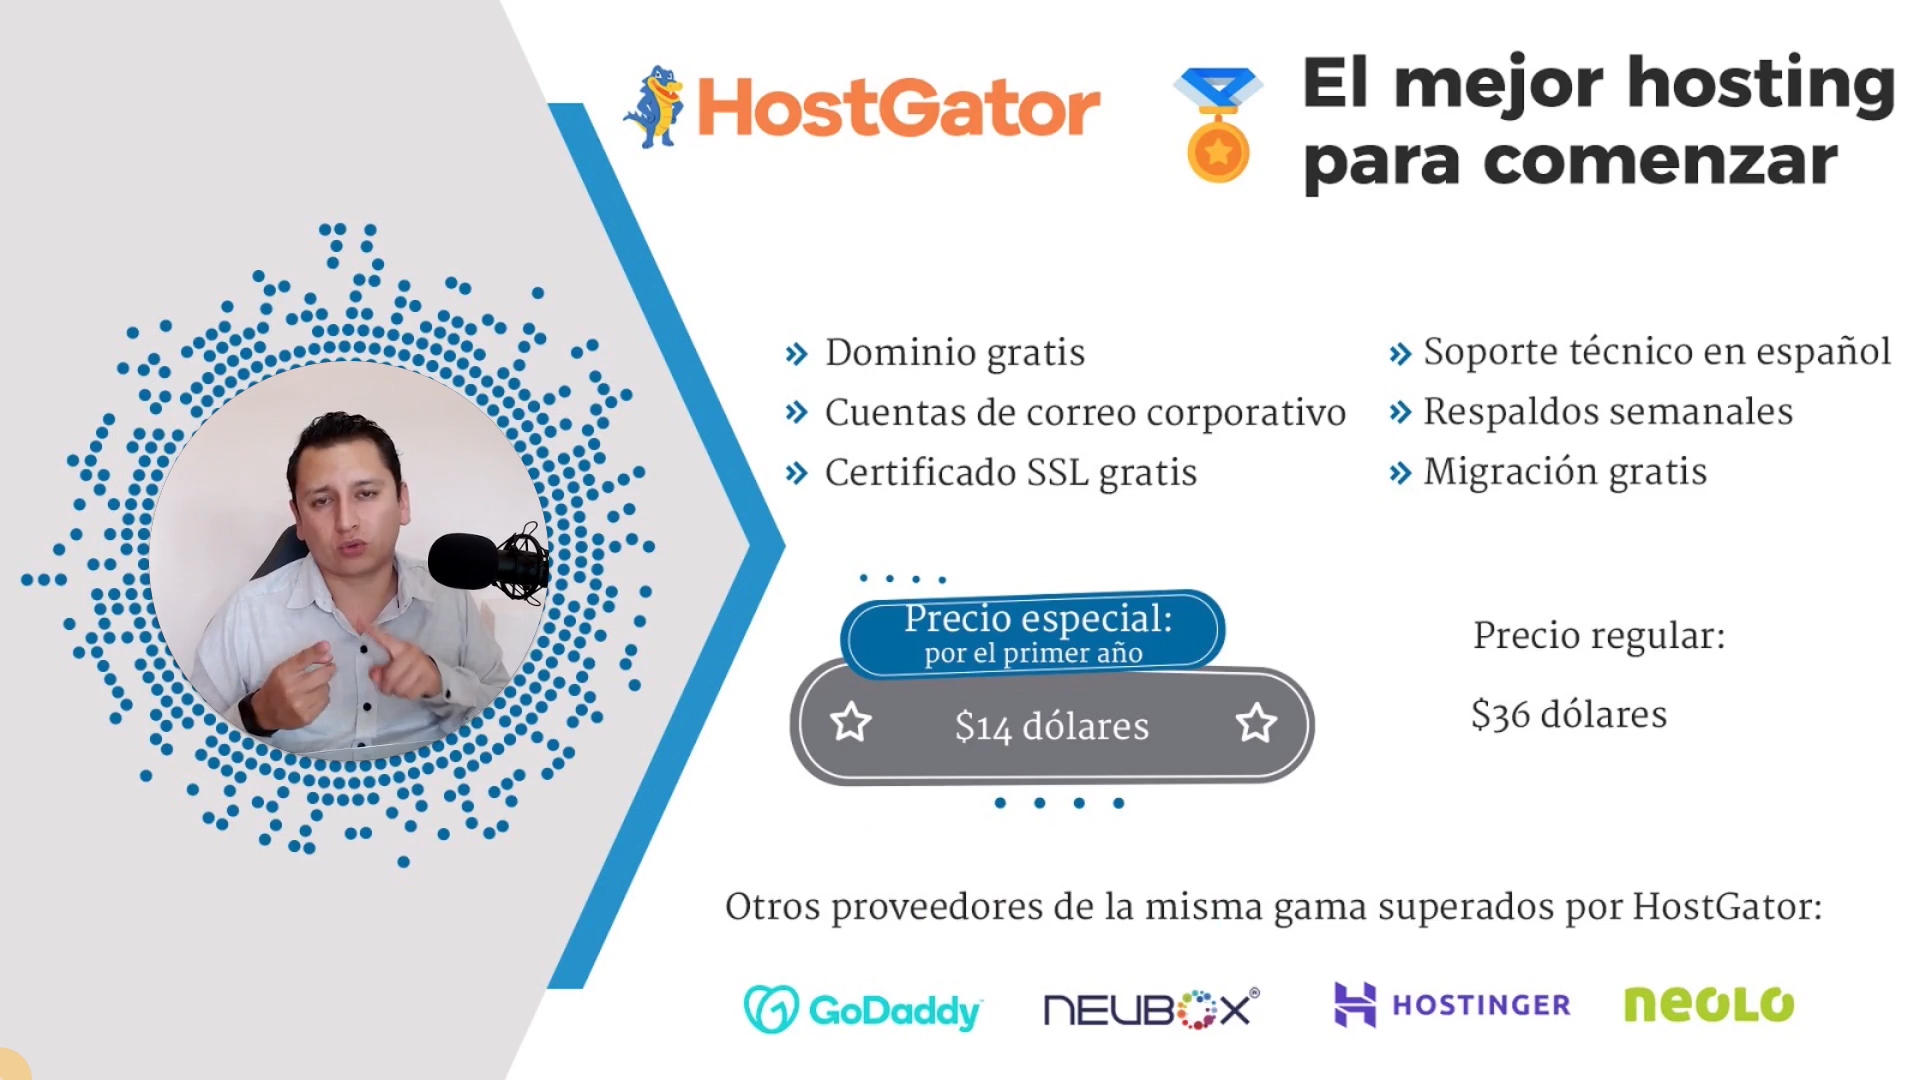 HostGator
El mejor hosting
para comenzar
Dominio gratis
Cuentas de correo corporativo
Certificado SSL gratis
Soporte técnico en español
Respaldos semanales
Migración gratis
Precio especial:
por el primer año
$14 dólares
Precio regular:
$36 dólares
Otros proveedores de la misma gama superados por HostGator:
GoDaddy
NEUBOX®
HOSTINGER
neolo